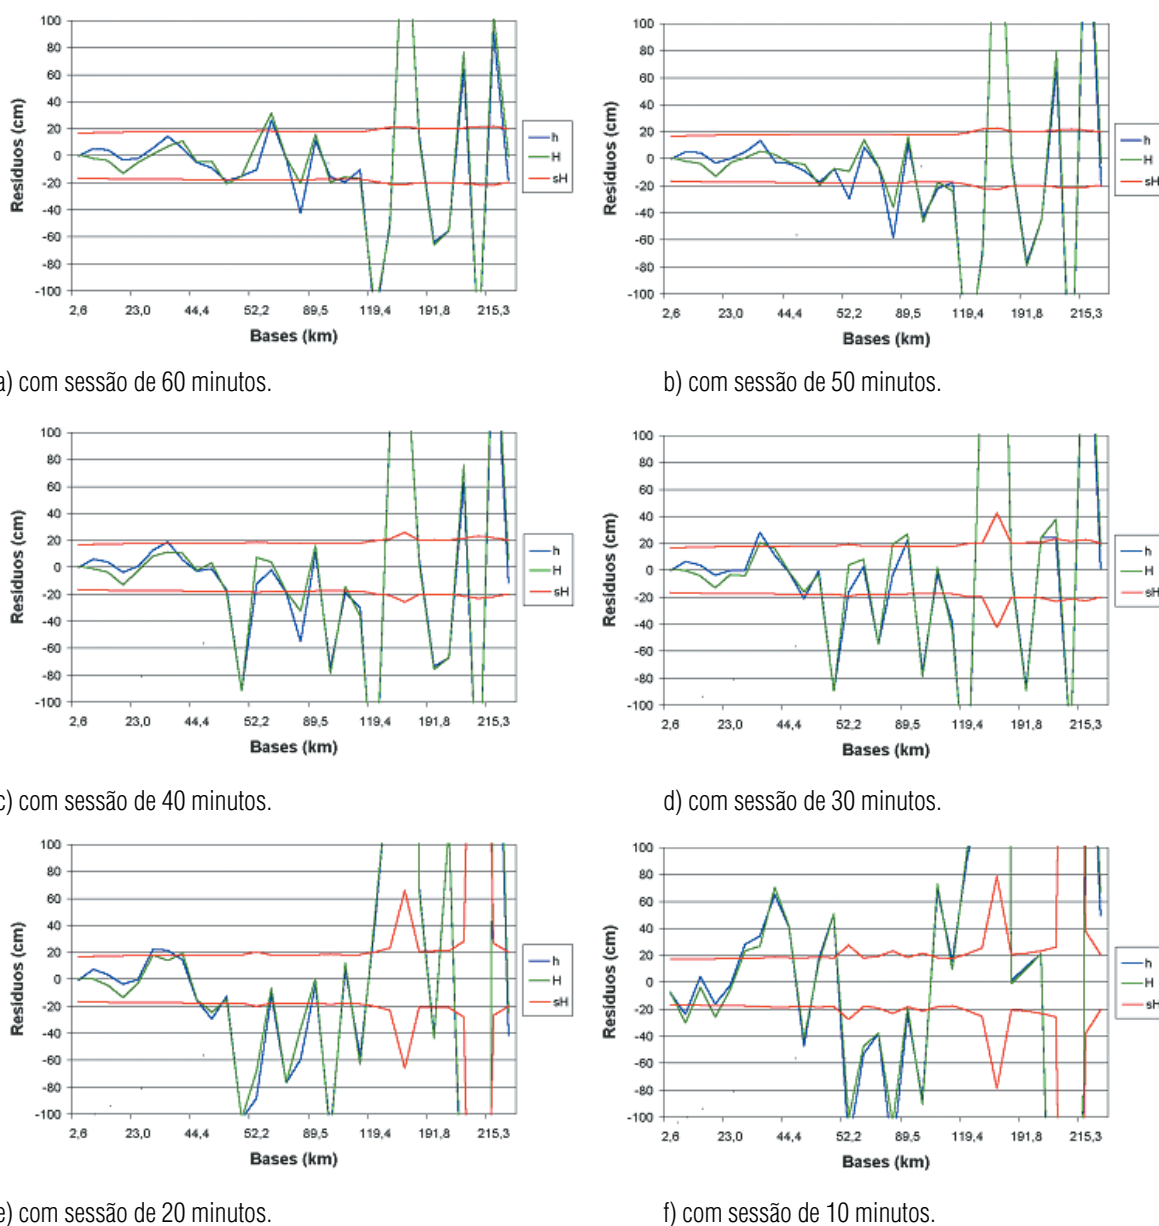 100
80
60
40
20
0
-20
-40
-60
-80
-100
Resíduos (cm)
2,6 23,0 44,4 52,2 89,5 119,4 191,8 215,3
Bases (km)
h
H
sH
a) com sessão de 60 minutos.
100
80
60
40
20
0
-20
-40
-60
-80
-100
Resíduos (cm)
2,6 23,0 44,4 52,2 89,5 119,4 191,8 215,3
Bases (km)
h
H
sH
b) com sessão de 50 minutos.
100
80
60
40
20
0
-20
-40
-60
-80
-100
Resíduos (cm)
2,6 23,0 44,4 52,2 89,5 119,4 191,8 215,3
Bases (km)
h
H
sH
c) com sessão de 40 minutos.
100
80
60
40
20
0
-20
-40
-60
-80
-100
Resíduos (cm)
2,6 23,0 44,4 52,2 89,5 119,4 191,8 215,3
Bases (km)
h
H
sH
d) com sessão de 30 minutos.
100
80
60
40
20
0
-20
-40
-60
-80
-100
Resíduos (cm)
2,6 23,0 44,4 52,2 89,5 119,4 191,8 215,3
Bases (km)
h
H
sH
e) com sessão de 20 minutos.
100
80
60
40
20
0
-20
-40
-60
-80
-100
Resíduos (cm)
2,6 23,0 44,4 52,2 89,5 119,4 191,8 215,3
Bases (km)
h
H
sH
f) com sessão de 10 minutos.